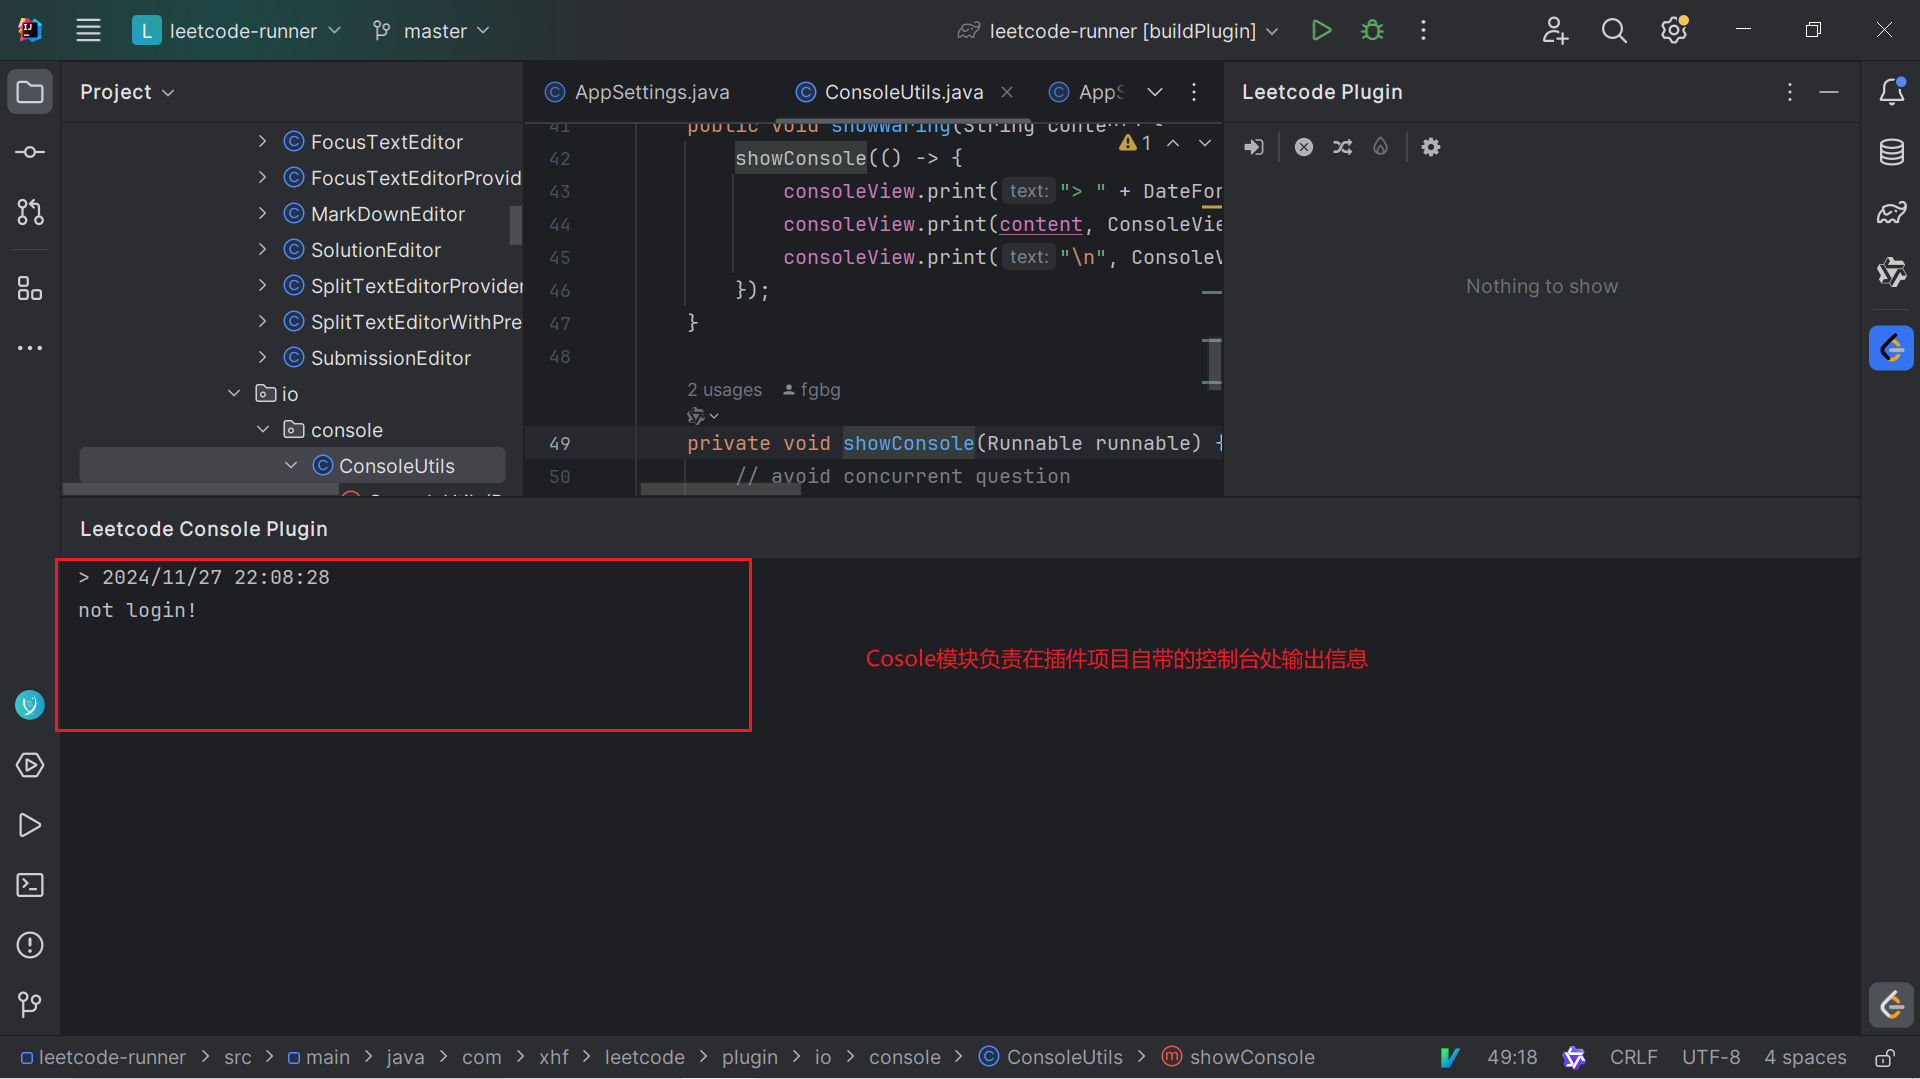 L leetcode-runner master leetcode-runner [buildPlugin]
Project
FocusTextEditor
FocusTextEditorProvid
MarkDownEditor
SolutionEditor
SplitTextEditorProvider
SplitTextEditorWithPre
SubmissionEditor
io
console
ConsoleUtils
AppSettings.java ConsoleUtils.java AppS
public void showWaring(String
1
42 showConsole(() -> {
43 consoleView.print( text: "> " + DateFor
44 consoleView.print(content, ConsoleVie
45 consoleView.print( text: "\n", ConsoleV
46 });
47 }
48
2 usages fgbg
49 private void showConsole(Runnable runnable) {
50 // avoid concurrent question
Leetcode Plugin
Nothing to show
Leetcode Console Plugin
> 2024/11/27 22:08:28
not login!
Cosole模块负责在插件项目自带的控制台处输出信息
leetcode-runner > src > main > java > com > xhf > leetcode > plugin > io > console > ConsoleUtils > showConsole 49:18 CRLF UTF-8 4 spaces